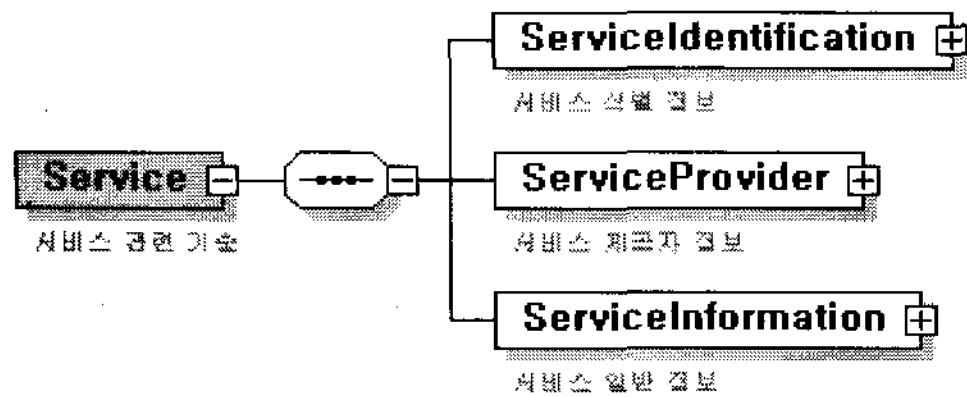 ServiceIdentification
서비스 식별 정보
Service
서비스 관련 기술
ServiceProvider
서비스 제공자 정보
ServiceInformation
서비스 일반 정보